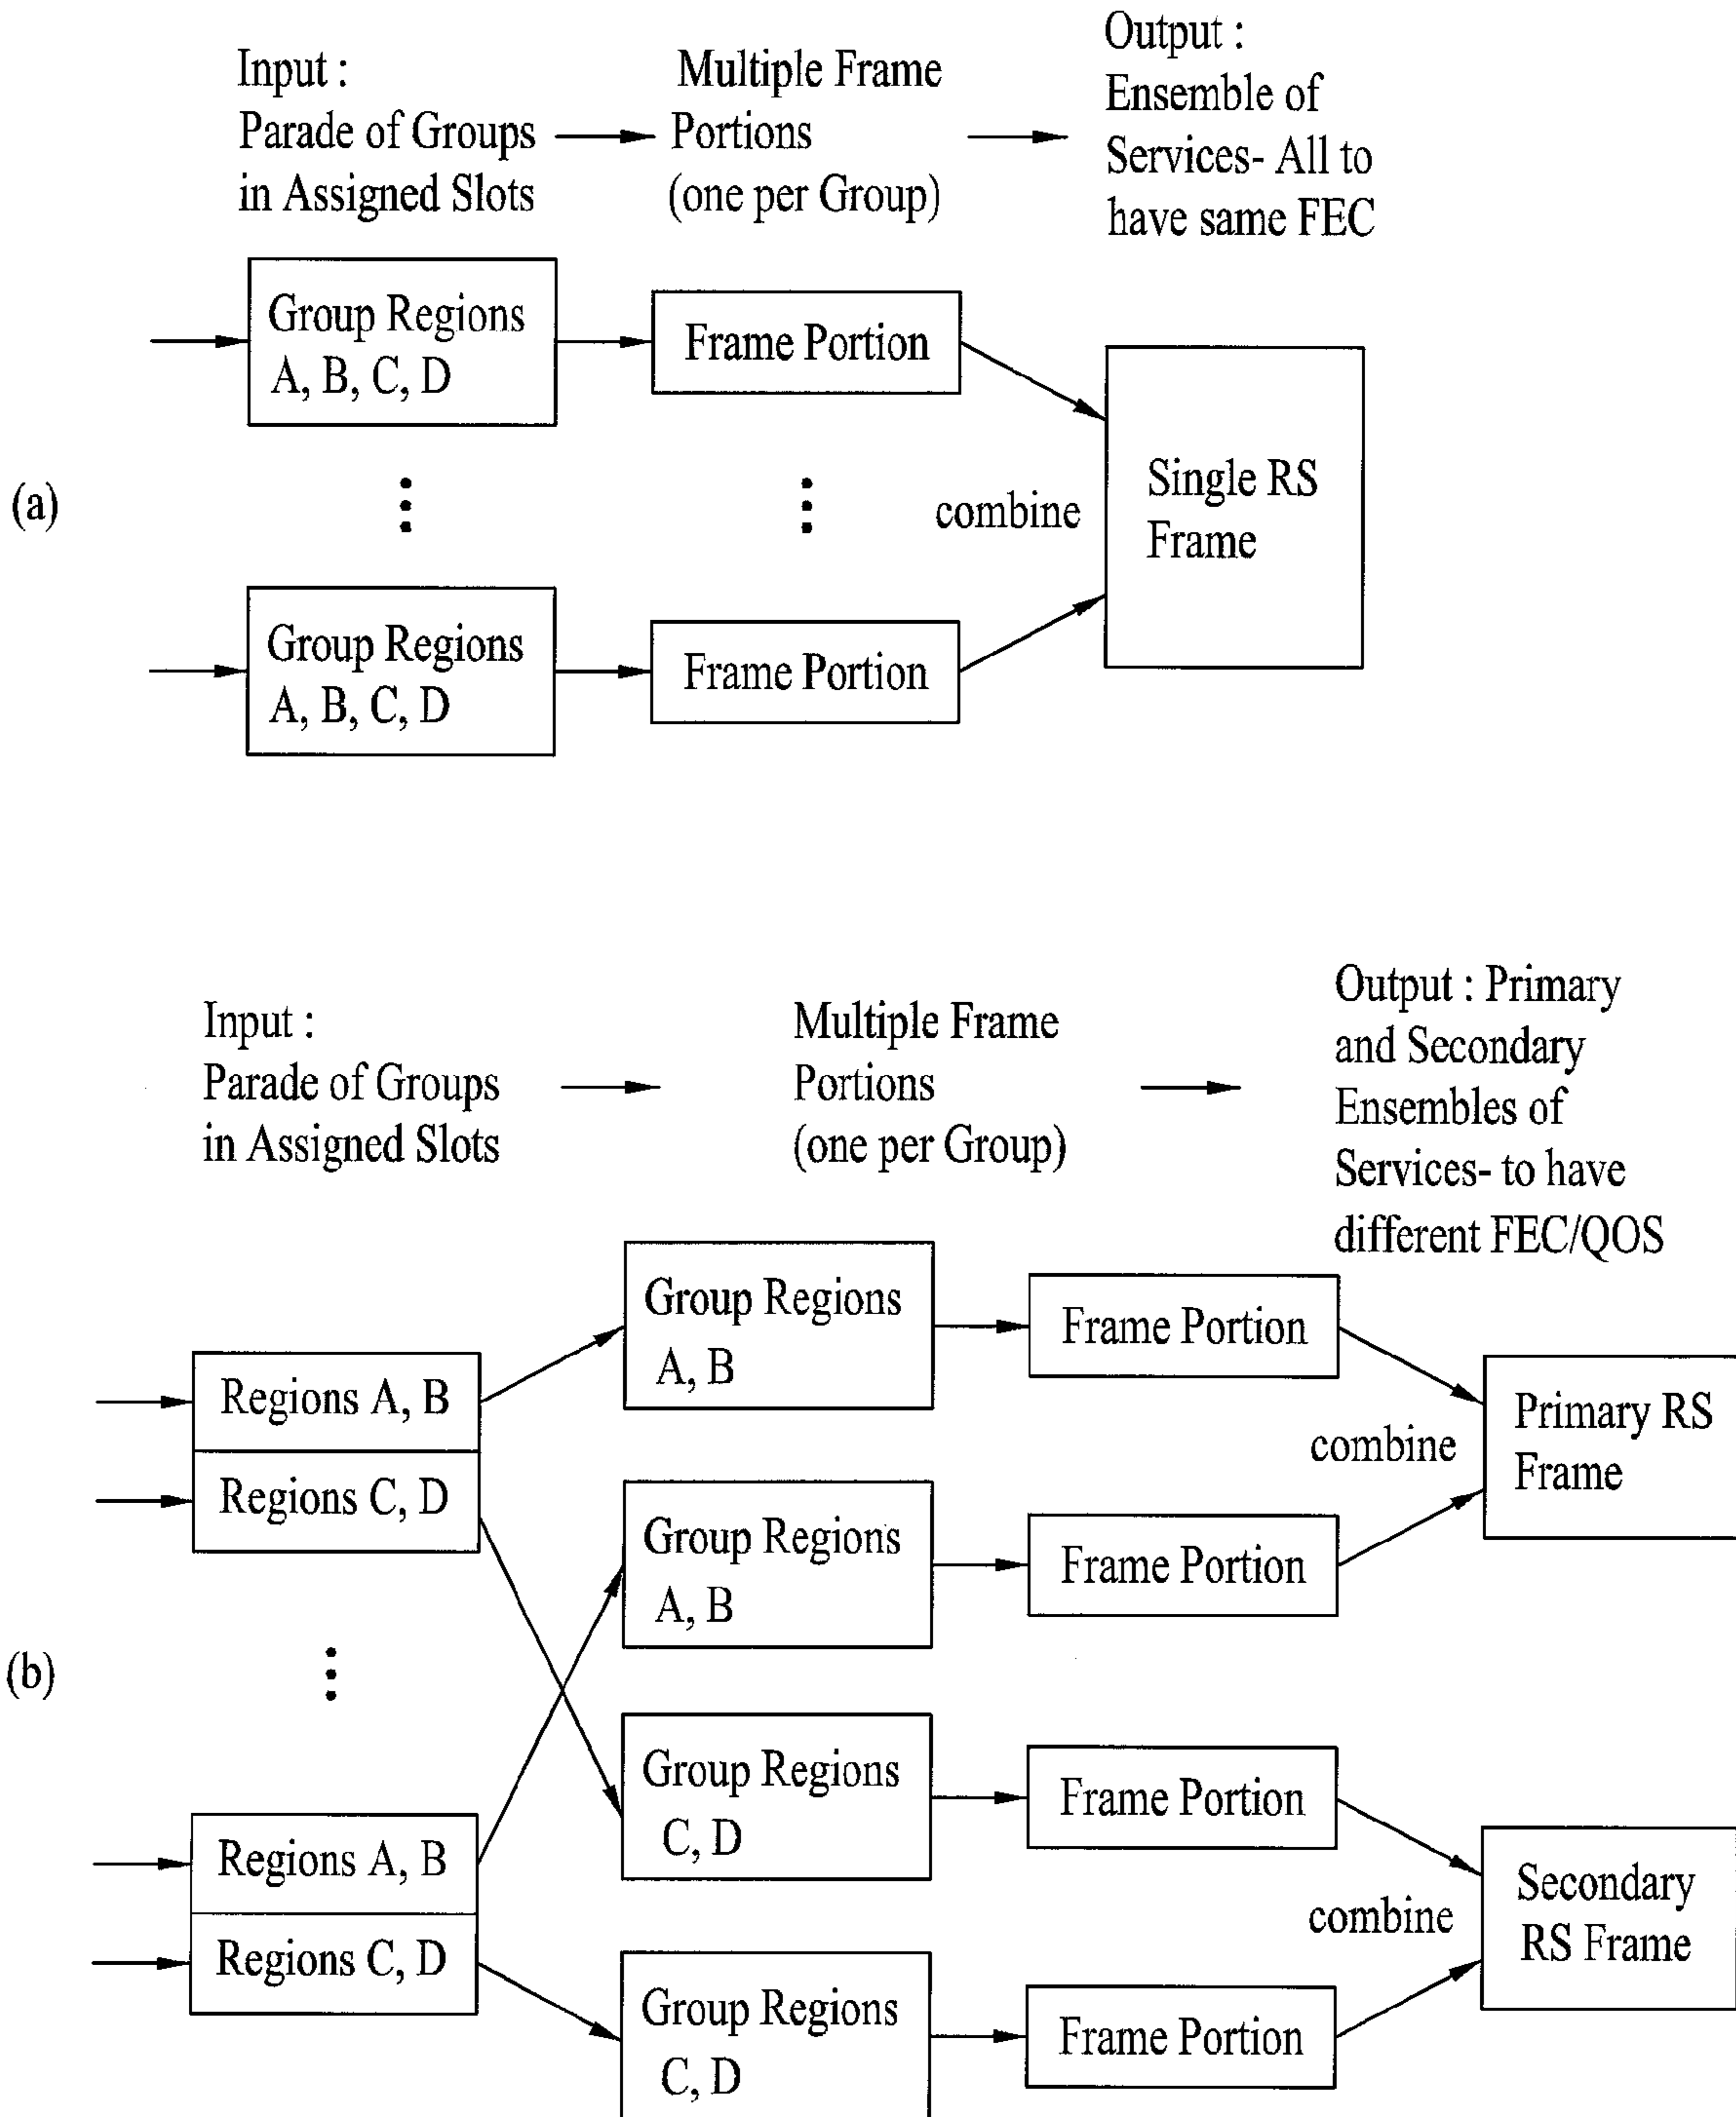 Input :
Parade of Groups
in Assigned Slots
Multiple Frame
Portions
(one per Group)
Output :
Ensemble of
Services- All to
have same FEC
(a)
Group Regions
A, B, C, D
Frame Portion
combine
Single RS
Frame
Group Regions
A, B, C, D
Frame Portion
Input :
Parade of Groups
in Assigned Slots
Multiple Frame
Portions
(one per Group)
Output : Primary
and Secondary
Ensembles of
Services- to have
different FEC/QOS
(b)
Regions A, B
Regions C, D
Regions A, B
Regions C, D
Group Regions
A, B
Frame Portion
Group Regions
A, B
Frame Portion
combine
Primary RS
Frame
Group Regions
C, D
Frame Portion
Group Regions
C, D
Frame Portion
combine
Secondary
RS Frame